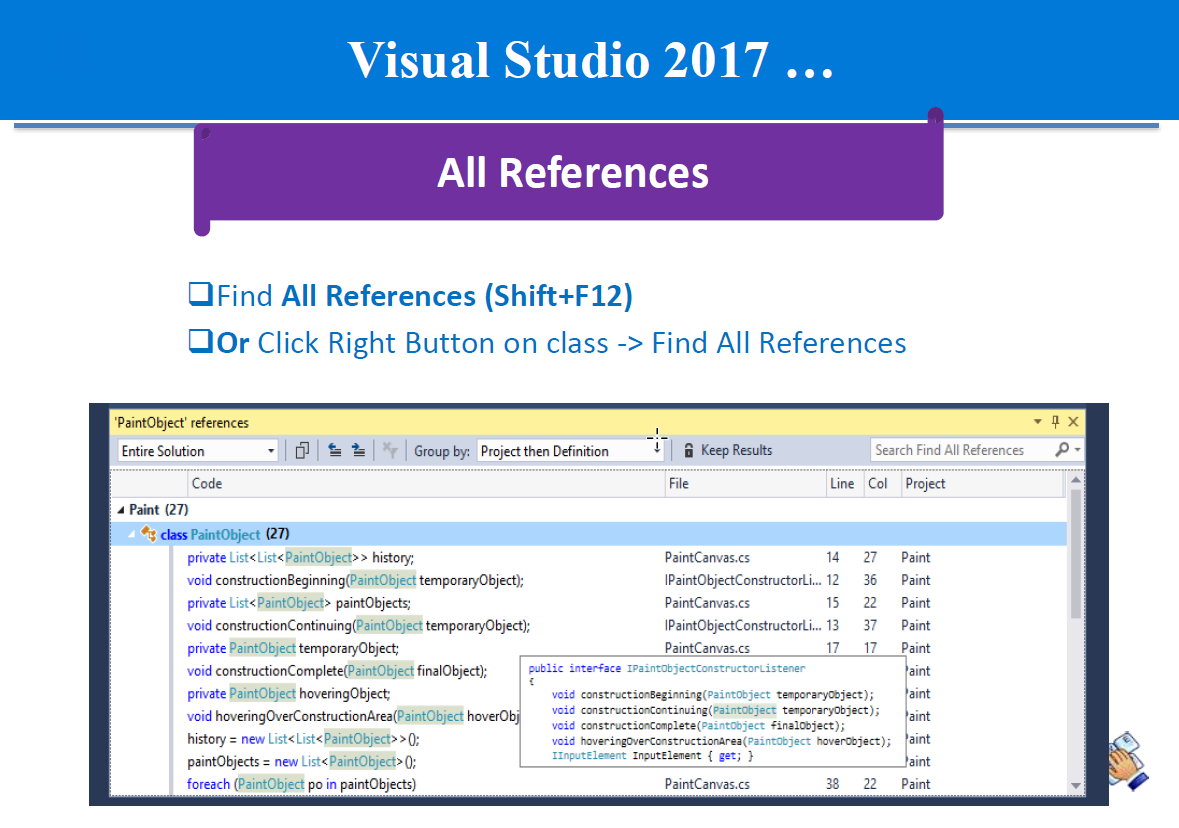 Visual Studio 2017 ...
All References
❑Find All References (Shift+F12)
❑Or Click Right Button on class -> Find All References
'PaintObject' references
Entire Solution Group by: Project then Definition Keep Results Search Find All References
Code File Line Col Project
Paint (27)
class PaintObject (27)
private List<List<PaintObject>> history; PaintCanvas.cs 14 27 Paint
void constructionBeginning(PaintObject temporaryObject); IPaintObjectConstructorLi... 12 36 Paint
private List<PaintObject> paintObjects; PaintCanvas.cs 15 22 Paint
void constructionContinuing(PaintObject temporaryObject); IPaintObjectConstructorLi... 13 37 Paint
private PaintObject temporaryObject; PaintCanvas.cs 17 17 Paint
void constructionComplete(PaintObject finalObject); aint
private PaintObject hoveringObject; aint
void hoveringOverConstructionArea(PaintObject hoverObj aint
history = new List<List<PaintObject>>(); aint
paintObjects = new List<PaintObject>(); aint
foreach (PaintObject po in paintObjects) PaintCanvas.cs 38 22 Paint
public interface IPaintObjectConstructorListener
{
void constructionBeginning(PaintObject temporaryObject);
void constructionContinuing(PaintObject temporaryObject);
void constructionComplete(PaintObject finalObject);
void hoveringOverConstructionArea(PaintObject hoverObject);
IInputElement InputElement { get; }